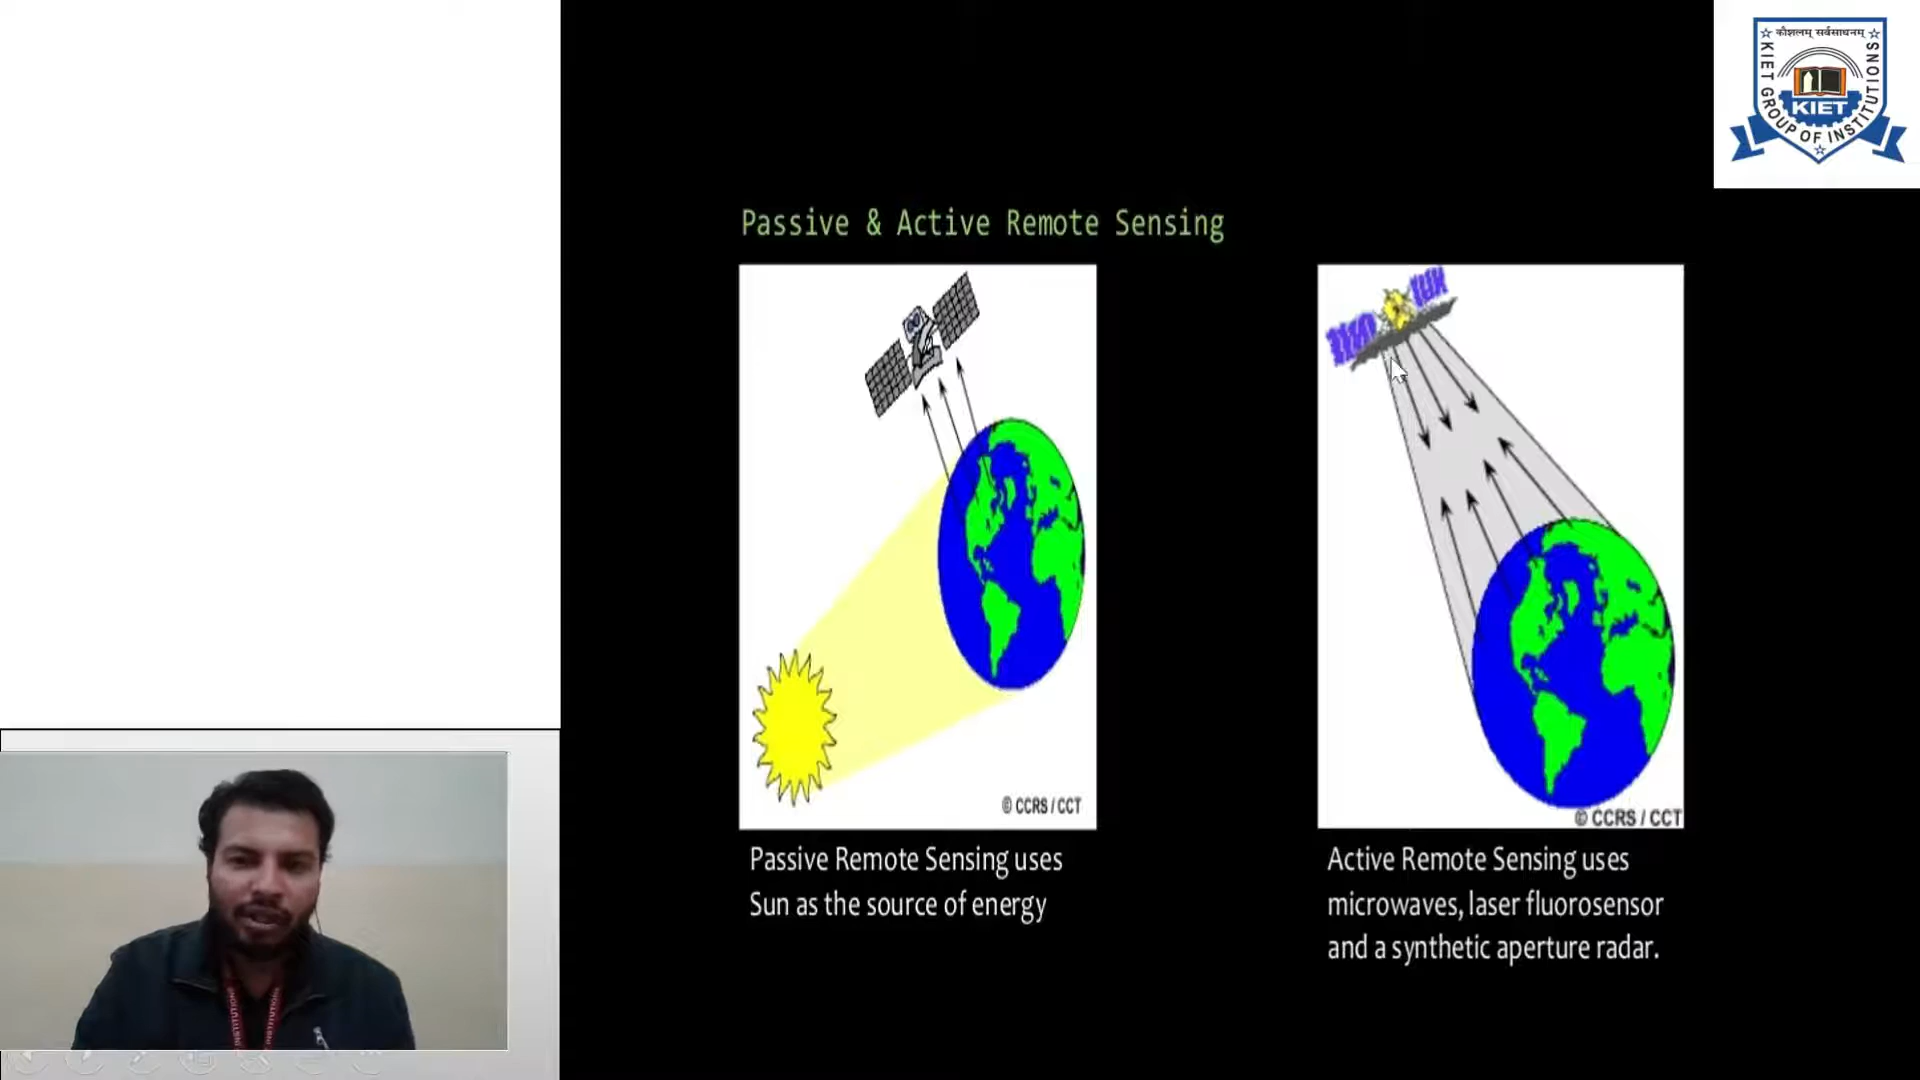 कौशलम् सर्वसाधनम्
KIET GROUP OF INSTITUTIONS
KIET
Passive & Active Remote Sensing
© CCRS / CCT
Passive Remote Sensing uses
Sun as the source of energy
© CCRS / CCT
Active Remote Sensing uses
microwaves, laser fluorosensor
and a synthetic aperture radar.
INSTITUTIONS
INSTITUTIONS